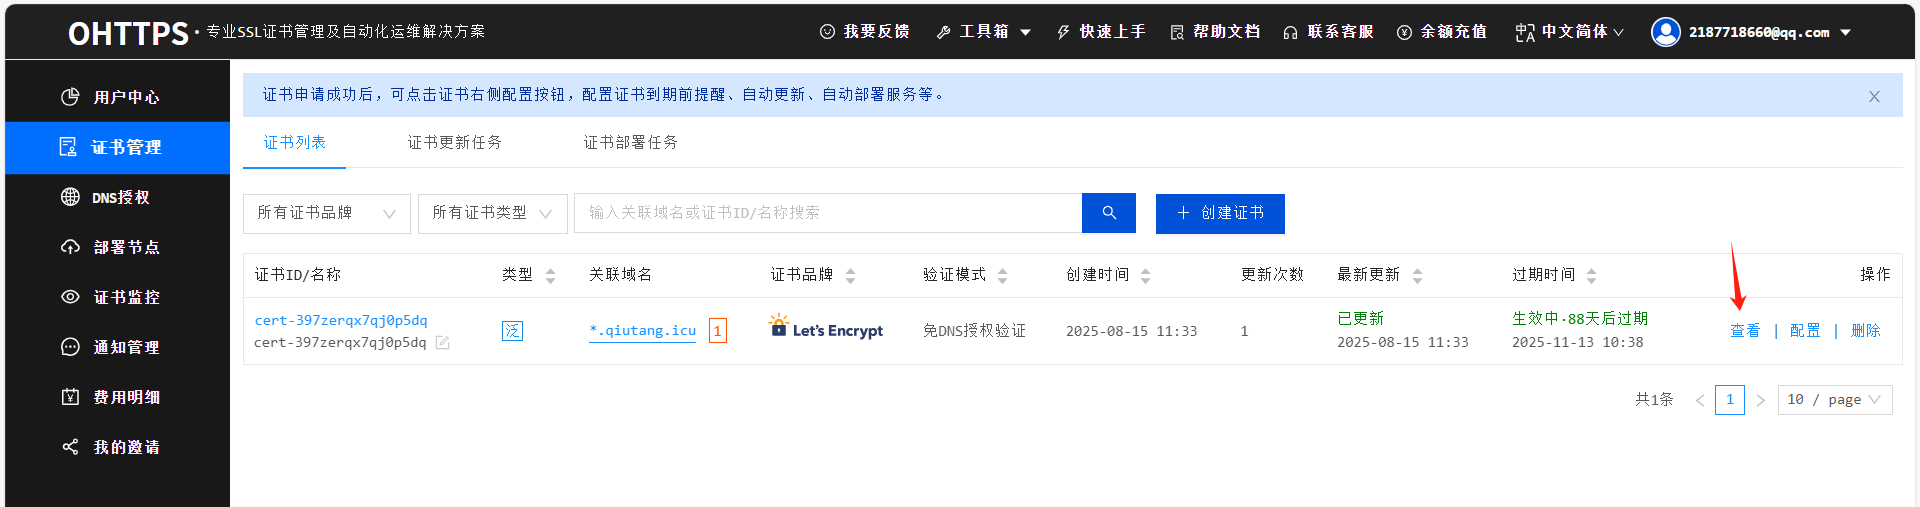 OHTTPS·专业SSL证书管理及自动化运维解决方案
我要反馈 工具箱 快速上手 帮助文档 联系客服 余额充值 中文简体 2187718660@qq.com
用户中心
证书管理
DNS授权
部署节点
证书监控
通知管理
费用明细
我的邀请
证书申请成功后，可点击证书右侧配置按钮，配置证书到期前提醒、自动更新、自动部署服务等。
证书列表 证书更新任务 证书部署任务
所有证书品牌 所有证书类型 输入关联域名或证书ID/名称搜索 创建证书
证书ID/名称 类型 关联域名 证书品牌 验证模式 创建时间 更新次数 最新更新 过期时间 操作
cert-397zerqx7qj0p5dq
cert-397zerqx7qj0p5dq
泛 *.qiutang.icu 1 Let's Encrypt 免DNS授权验证 2025-08-15 11:33 1
已更新
2025-08-15 11:33
生效中·88天后过期
2025-11-13 10:38
查看 | 配置 | 删除
共1条 < 1 > 10 / page